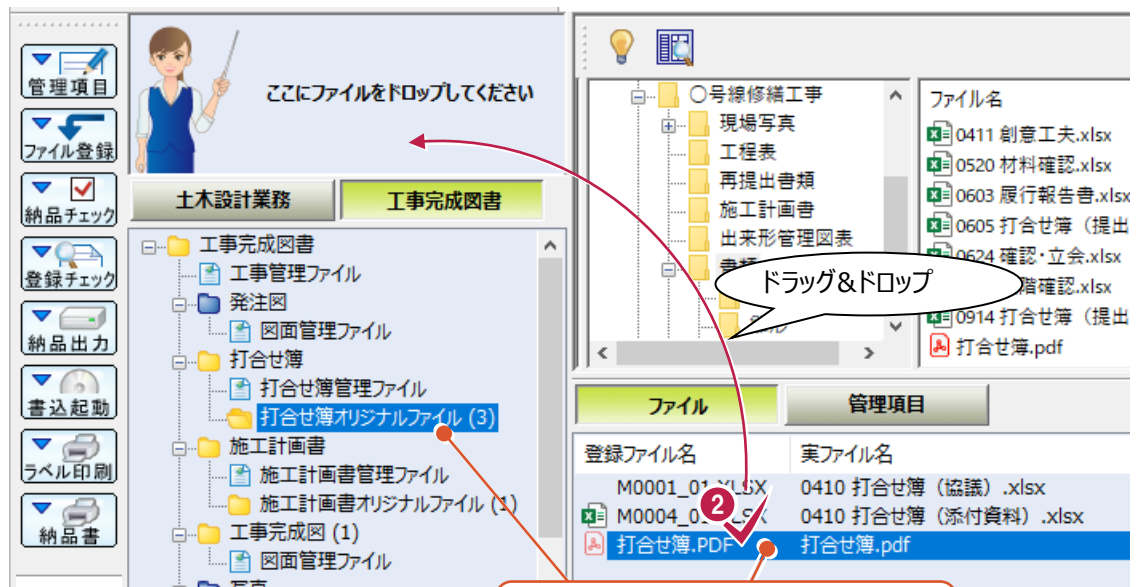 管理項目
ファイル登録
納品チェック
登録チェック
納品出力
書込起動
ラベル印刷
納品書
ここにファイルをドロップしてください
土木設計業務
工事完成図書
工事完成図書
工事管理ファイル
発注図
図面管理ファイル
打合せ簿
打合せ簿管理ファイル
打合せ簿オリジナルファイル (3)
施工計画書
施工計画書管理ファイル
施工計画書オリジナルファイル (1)
工事完成図 (1)
図面管理ファイル
写真
〇号線修繕工事
現場写真
工程表
再提出書類
施工計画書
出来形管理図表
書類
ドラッグ&ドロップ
ファイル名
0411 創意工夫.xlsx
0520 材料確認.xlsx
0603 履行報告書.xlsx
0605 打合せ簿（提出
0624 確認・立会.xlsx
階確認.xlsx
0914 打合せ簿（提出
打合せ簿.pdf
ファイル
管理項目
登録ファイル名 実ファイル名
M0001_01.XLSX 0410 打合せ簿（協議）.xlsx
M0004_01.XLSX 0410 打合せ簿（添付資料）.xlsx
打合せ簿.PDF 打合せ簿.pdf
2